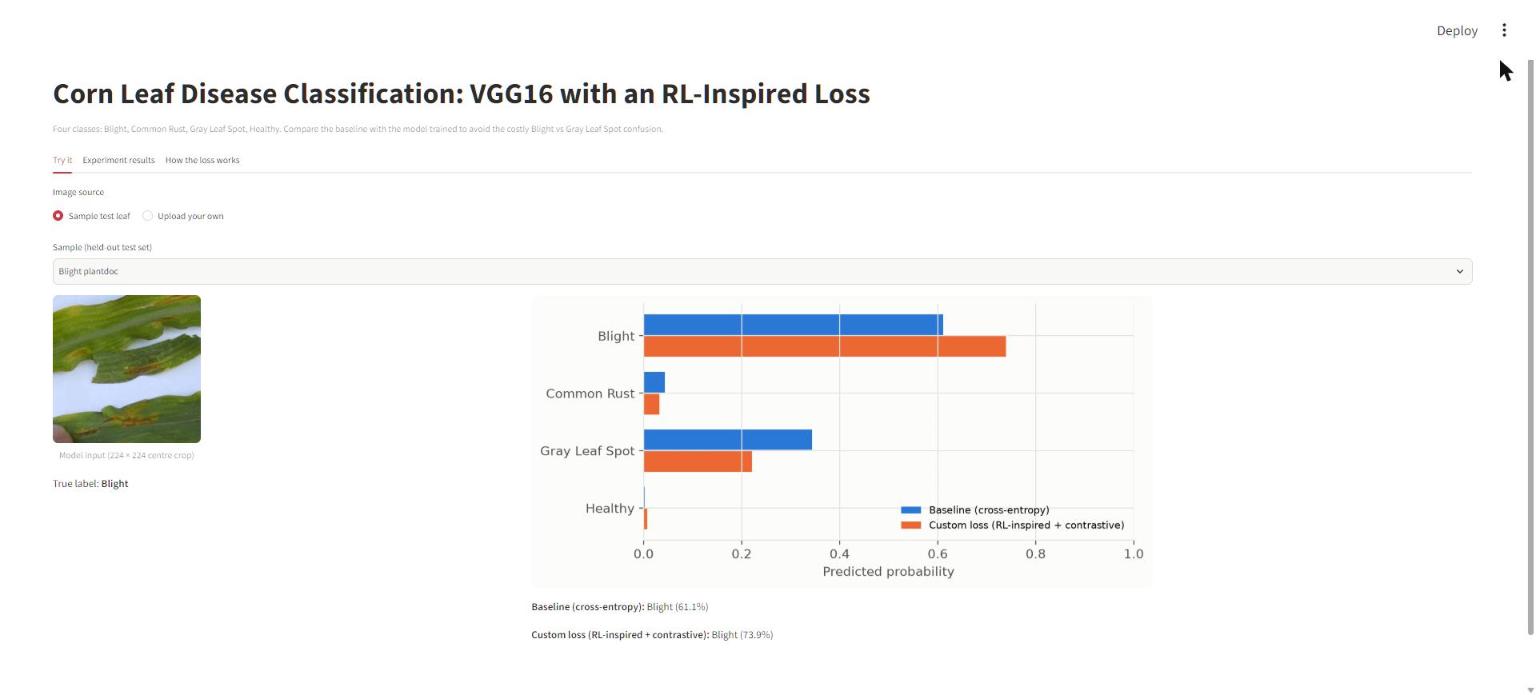 Deploy
Corn Leaf Disease Classification: VGG16 with an RL-Inspired Loss
Four classes: Blight, Common Rust, Gray Leaf Spot, Healthy. Compare the baseline with the model trained to avoid the costly Blight vs Gray Leaf Spot confusion.
Try it Experiment results How the loss works
Image source
Sample test leaf Upload your own
Sample (held-out test set)
Blight plantdoc
Model input (224 × 224 centre crop)
True label: Blight
Blight
Common Rust
Gray Leaf Spot
Healthy
Baseline (cross-entropy)
Custom loss (RL-inspired + contrastive)
0.0 0.2 0.4 0.6 0.8 1.0
Predicted probability
Baseline (cross-entropy): Blight (61.1%)
Custom loss (RL-inspired + contrastive): Blight (73.9%)